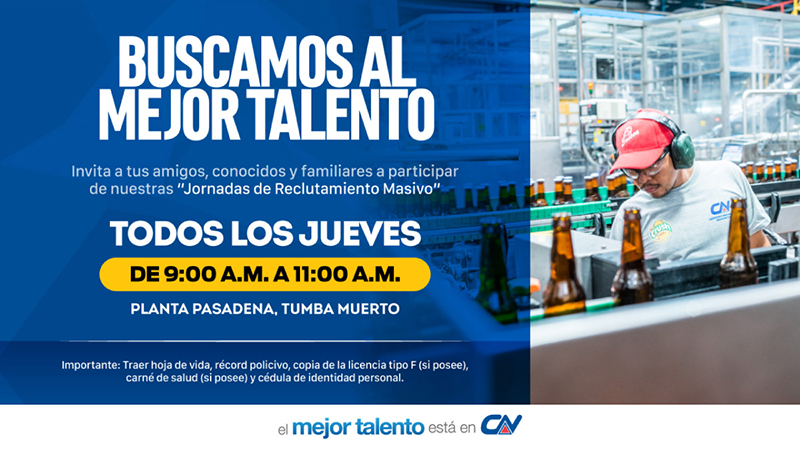 BUSCAMOS AL
MEJOR TALENTO
Invita a tus amigos, conocidos y familiares a participar
de nuestras “Jornadas de Reclutamiento Masivo“
TODOS LOS JUEVES
DE 9:00 A.M. A 11:00 A.M.
PLANTA PASADENA, TUMBA MUERTO
Importante: Traer hoja de vida, récord policivo, copia de la licencia tipo F (si posee),
carné de salud (si posee) y cédula de identidad personal.
el mejor talento está en CN